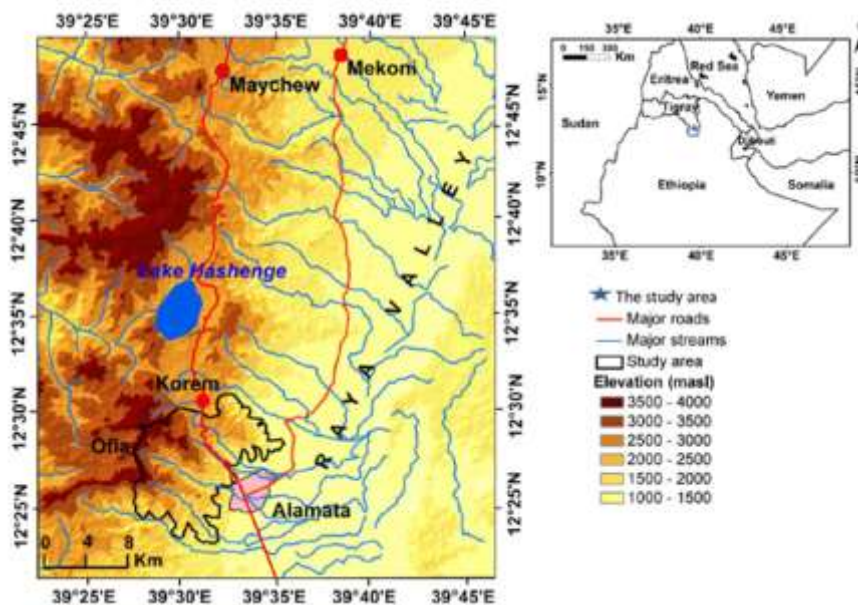 39°25'E 39°30'E 39°35'E 39°40'E 39°45'E
12°45'N 12°40'N 12°35'N 12°30'N 12°25'N
Maychew
Mekoni
Lake Hashenge
RAYA VALLEY
Korem
Ofla
Alamata
0 4 8
Km
12°45'N 12°40'N 12°35'N 12°30'N 12°25'N
39°25'E 39°30'E 39°35'E 39°40'E 39°45'E
35°E 40°E 45°E
Km
Red Sea
Eritrea
15°N
Yemen
Tigray
Sudan
Djibouti
Ethiopia
Somalia
35°E 40°E 45°E
The study area
Major roads
Major streams
Study area
Elevation (masl)
3500 - 4000
3000 - 3500
2500 - 3000
2000 - 2500
1500 - 2000
1000 - 1500